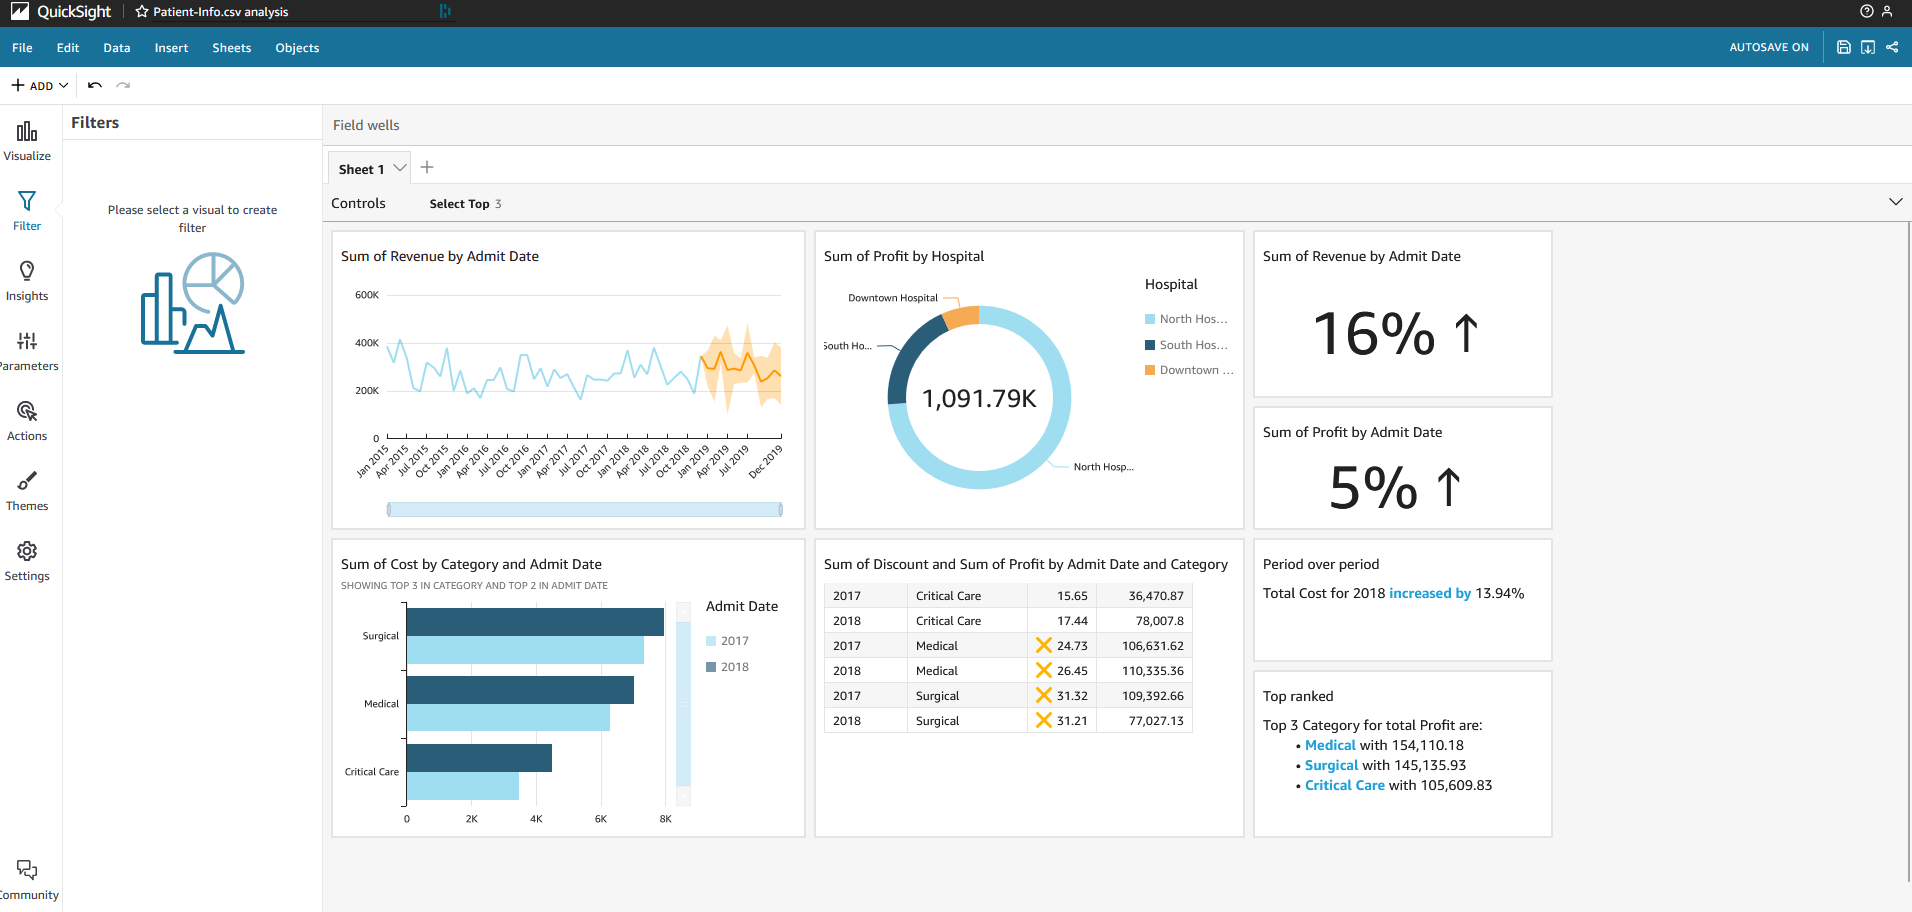 QuickSight
Patient-Info.csv analysis
File Edit Data Insert Sheets Objects
AUTOSAVE ON
ADD
Visualize
Filter
Insights
Parameters
Actions
Themes
Settings
Community
Filters
Please select a visual to create
filter
Field wells
Sheet 1
Controls
Select Top 3
Sum of Revenue by Admit Date
600K
400K
200K
0
Jan 2015
Apr 2015
Jul 2015
Oct 2015
Jan 2016
Apr 2016
Jul 2016
Oct 2016
Jan 2017
Apr 2017
Jul 2017
Oct 2017
Jan 2018
Apr 2018
Jul 2018
Oct 2018
Jan 2019
Apr 2019
Jul 2019
Dec 2019
Sum of Profit by Hospital
Downtown Hospital
South Ho...
1,091.79K
North Hosp...
Hospital
North Hos...
South Hos...
Downtown ...
Sum of Revenue by Admit Date
16% ↑
Sum of Profit by Admit Date
5% ↑
Sum of Cost by Category and Admit Date
SHOWING TOP 3 IN CATEGORY AND TOP 2 IN ADMIT DATE
Surgical
Medical
Critical Care
0 2K 4K 6K 8K
Admit Date
2017
2018
Sum of Discount and Sum of Profit by Admit Date and Category
2017 Critical Care 15.65 36,470.87
2018 Critical Care 17.44 78,007.8
2017 Medical 24.73 106,631.62
2018 Medical 26.45 110,335.36
2017 Surgical 31.32 109,392.66
2018 Surgical 31.21 77,027.13
Period over period
Total Cost for 2018 increased by 13.94%
Top ranked
Top 3 Category for total Profit are:
• Medical with 154,110.18
• Surgical with 145,135.93
• Critical Care with 105,609.83